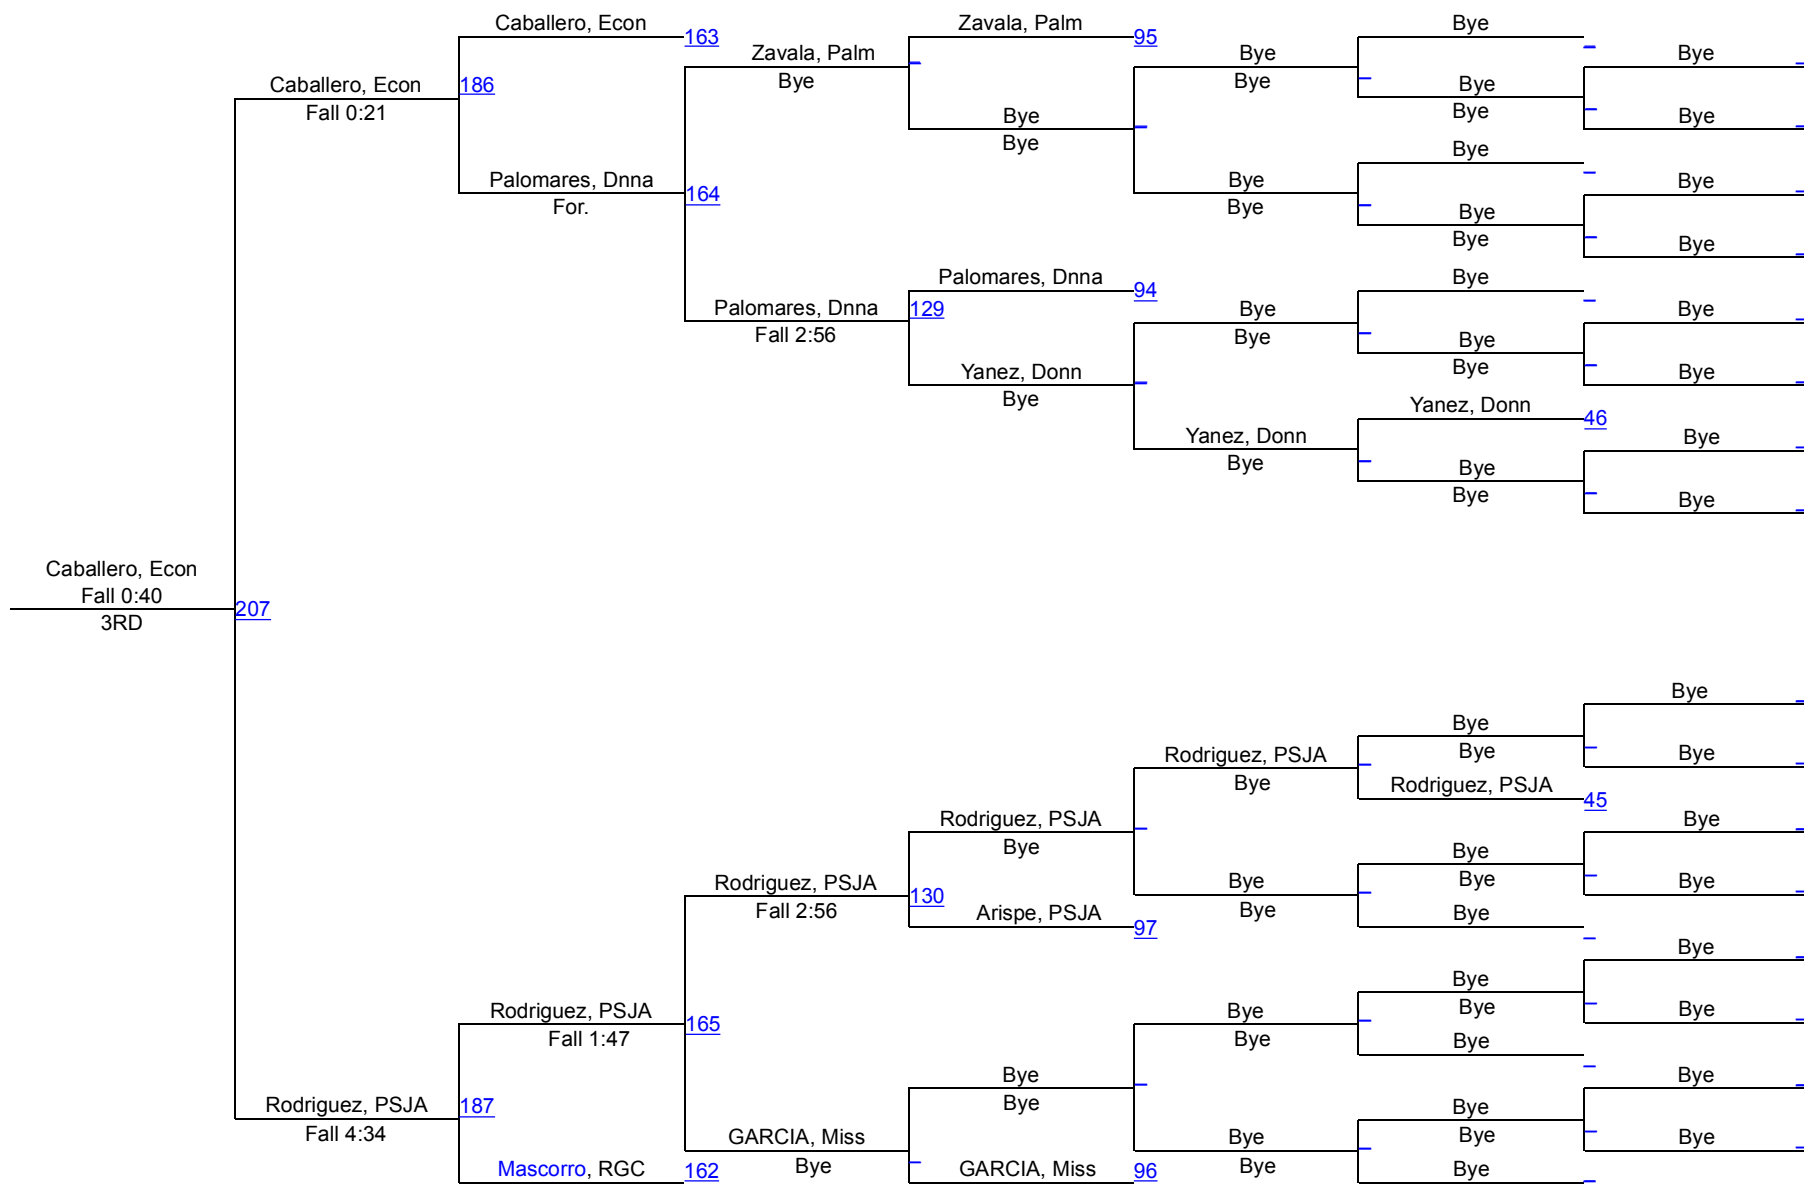 Caballero, Econ
163
Zavala, Palm
95
Bye
Zavala, Palm
Bye
Bye
Bye
Bye
Bye
Caballero, Econ
Fall 0:21
186
Bye
Bye
Bye
Bye
Bye
Bye
Palomares, Dnna
For.
164
Bye
Bye
Bye
Bye
Bye
Bye
Bye
Palomares, Dnna
94
Bye
Palomares, Dnna
Fall 2:56
129
Bye
Bye
Bye
Bye
Bye
Yanez, Donn
Bye
Bye
Yanez, Donn
46
Yanez, Donn
Bye
Bye
Bye
Bye
Bye
Caballero, Econ
Fall 0:40
3RD
207
Bye
Bye
Bye
Bye
Rodriguez, PSJA
Bye
Rodriguez, PSJA
45
Rodriguez, PSJA
Bye
Bye
Bye
Bye
Bye
Rodriguez, PSJA
Fall 2:56
130
Bye
Bye
Bye
Arispe, PSJA
97
Bye
Bye
Bye
Rodriguez, PSJA
Fall 1:47
165
Bye
Bye
Bye
Bye
Bye
Bye
Bye
Bye
Rodriguez, PSJA
Fall 4:34
187
Bye
Bye
GARCIA, Miss
Bye
Bye
Bye
Bye
Mascorro, RGC
162
GARCIA, Miss
96
Bye